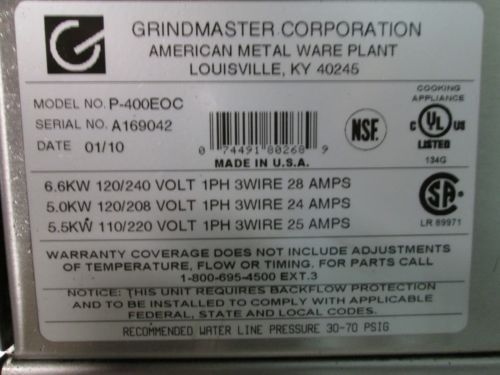 GRINDMASTER CORPORATION
AMERICAN METAL WARE PLANT
LOUISVILLE, KY 40245
MODEL NO. P-400EOC
SERIAL NO. A169042
DATE 01/10
0 74491 80268 9
MADE IN U.S.A.
NSF
COOKING
APPLIANCE
C UL US
LISTED
134G
6.6KW 120/240 VOLT 1PH 3WIRE 28 AMPS
5.0KW 120/208 VOLT 1PH 3WIRE 24 AMPS
5.5KW 110/220 VOLT 1PH 3WIRE 25 AMPS
SA
LR 89971
WARRANTY COVERAGE DOES NOT INCLUDE ADJUSTMENTS
OF TEMPERATURE, FLOW OR TIMING. FOR PARTS CALL
1-800-695-4500 EXT.3
NOTICE: THIS UNIT REQUIRES BACKFLOW PROTECTION
AND TO BE INSTALLED TO COMPLY WITH APPLICABLE
FEDERAL, STATE AND LOCAL CODES.
RECOMMENDED WATER LINE PRESSURE 30-70 PSIG